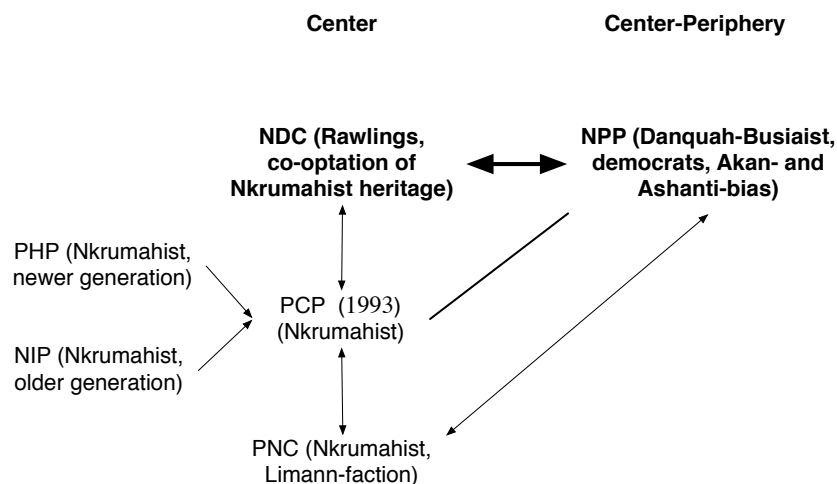 Center
Center-Periphery
NDC (Rawlings,
co-optation of
Nkrumahist heritage)
NPP (Danquah-Busiaist,
democrats, Akan- and
Ashanti-bias)
PHP (Nkrumahist,
newer generation)
PCP (1993)
(Nkrumahist)
NIP (Nkrumahist,
older generation)
PNC (Nkrumahist,
Limann-faction)